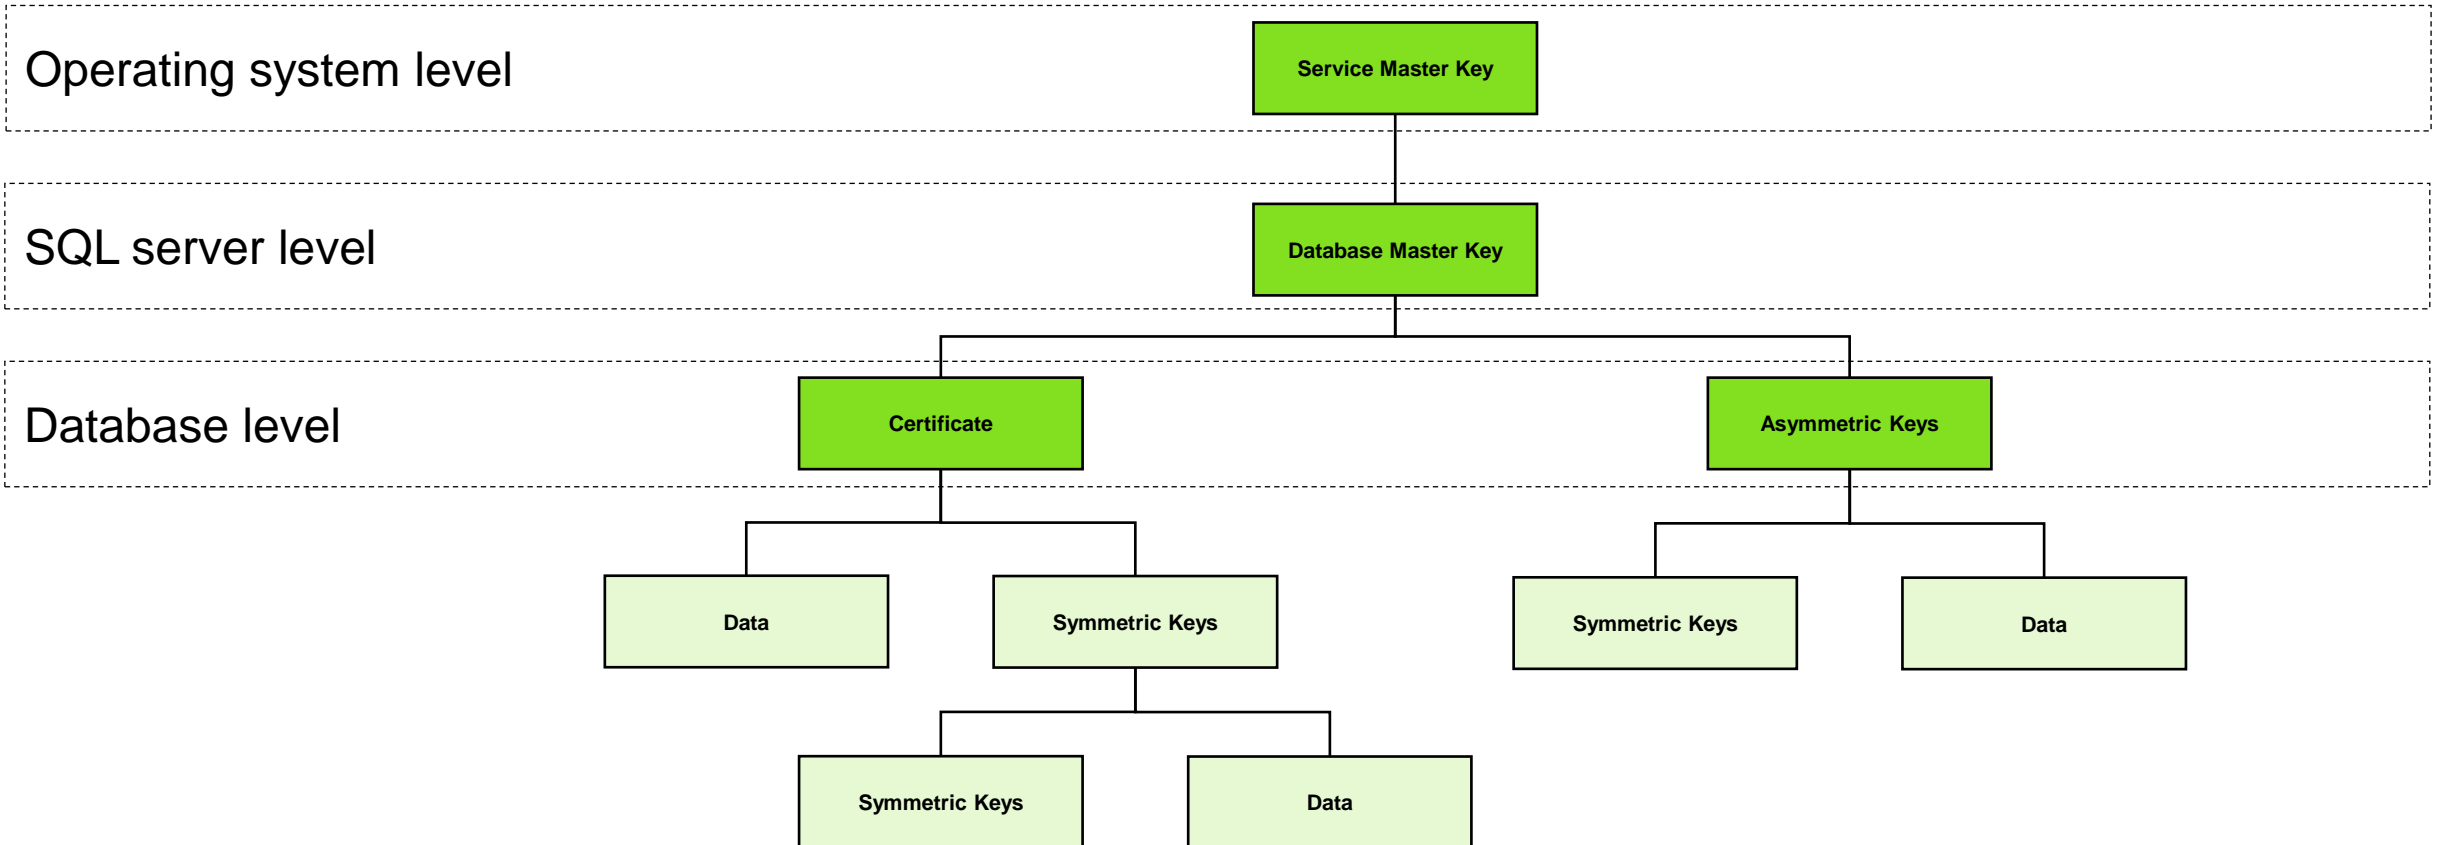 Operating system level
Service Master Key
SQL server level
Database Master Key
Database level
Certificate
Asymmetric Keys
Data
Symmetric Keys
Symmetric Keys
Data
Symmetric Keys
Data